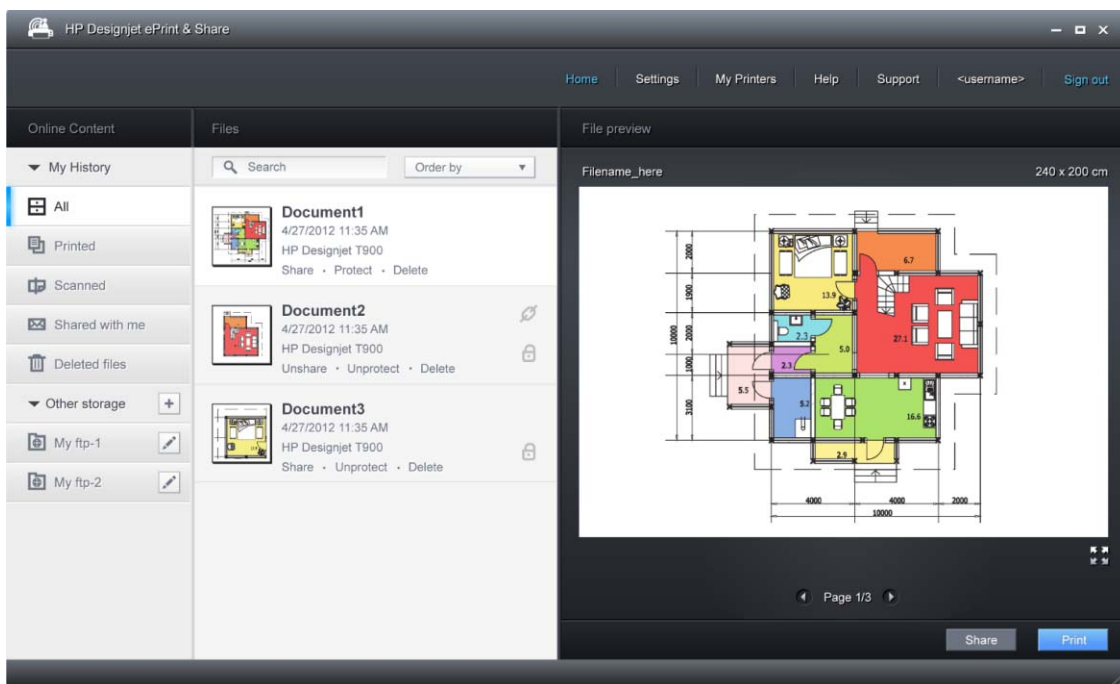 HP Designjet ePrint & Share
Home Settings My Printers Help Support <username> Sign out
Online Content
My History
All
Printed
Scanned
Shared with me
Deleted files
Other storage
My ftp-1
My ftp-2
Files
Search Order by
Document1
4/27/2012 11:35 AM
HP Designjet T900
Share • Protect • Delete
Document2
4/27/2012 11:35 AM
HP Designjet T900
Unshare • Unprotect • Delete
Document3
4/27/2012 11:35 AM
HP Designjet T900
Share • Unprotect • Delete
File preview
Filename_here 240 x 200 cm
2000
6.7
1900
13.9
10000
2000
2.3
5.0
27.1
1000
2.3
5.5
3100
5.2
16.6
2.9
4000 4000 2000
10000
Page 1/3
Share Print